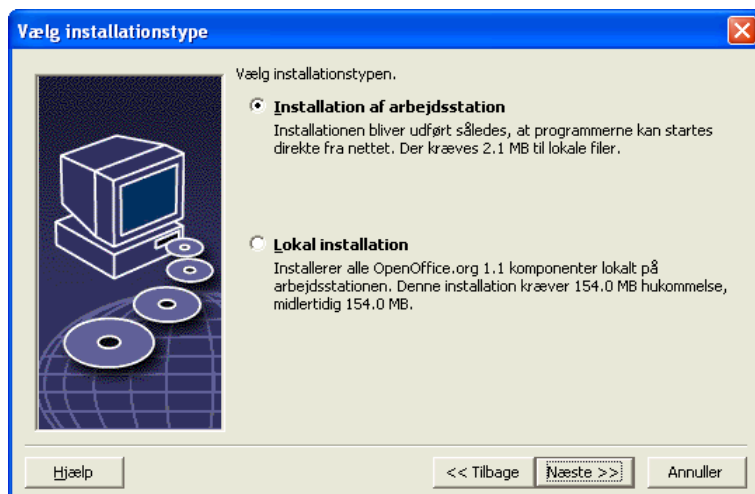 Vælg installationstype
Vælg installationstypen.
Installation af arbejdsstation
Installationen bliver udført således, at programmerne kan startes
direkte fra nettet. Der kræves 2.1 MB til lokale filer.
Lokal installation
Installerer alle OpenOffice.org 1.1 komponenter lokalt på
arbejdsstationen. Denne installation kræver 154.0 MB hukommelse,
midlertidig 154.0 MB.
Hjælp
<< Tilbage
Næste >>
Annuller